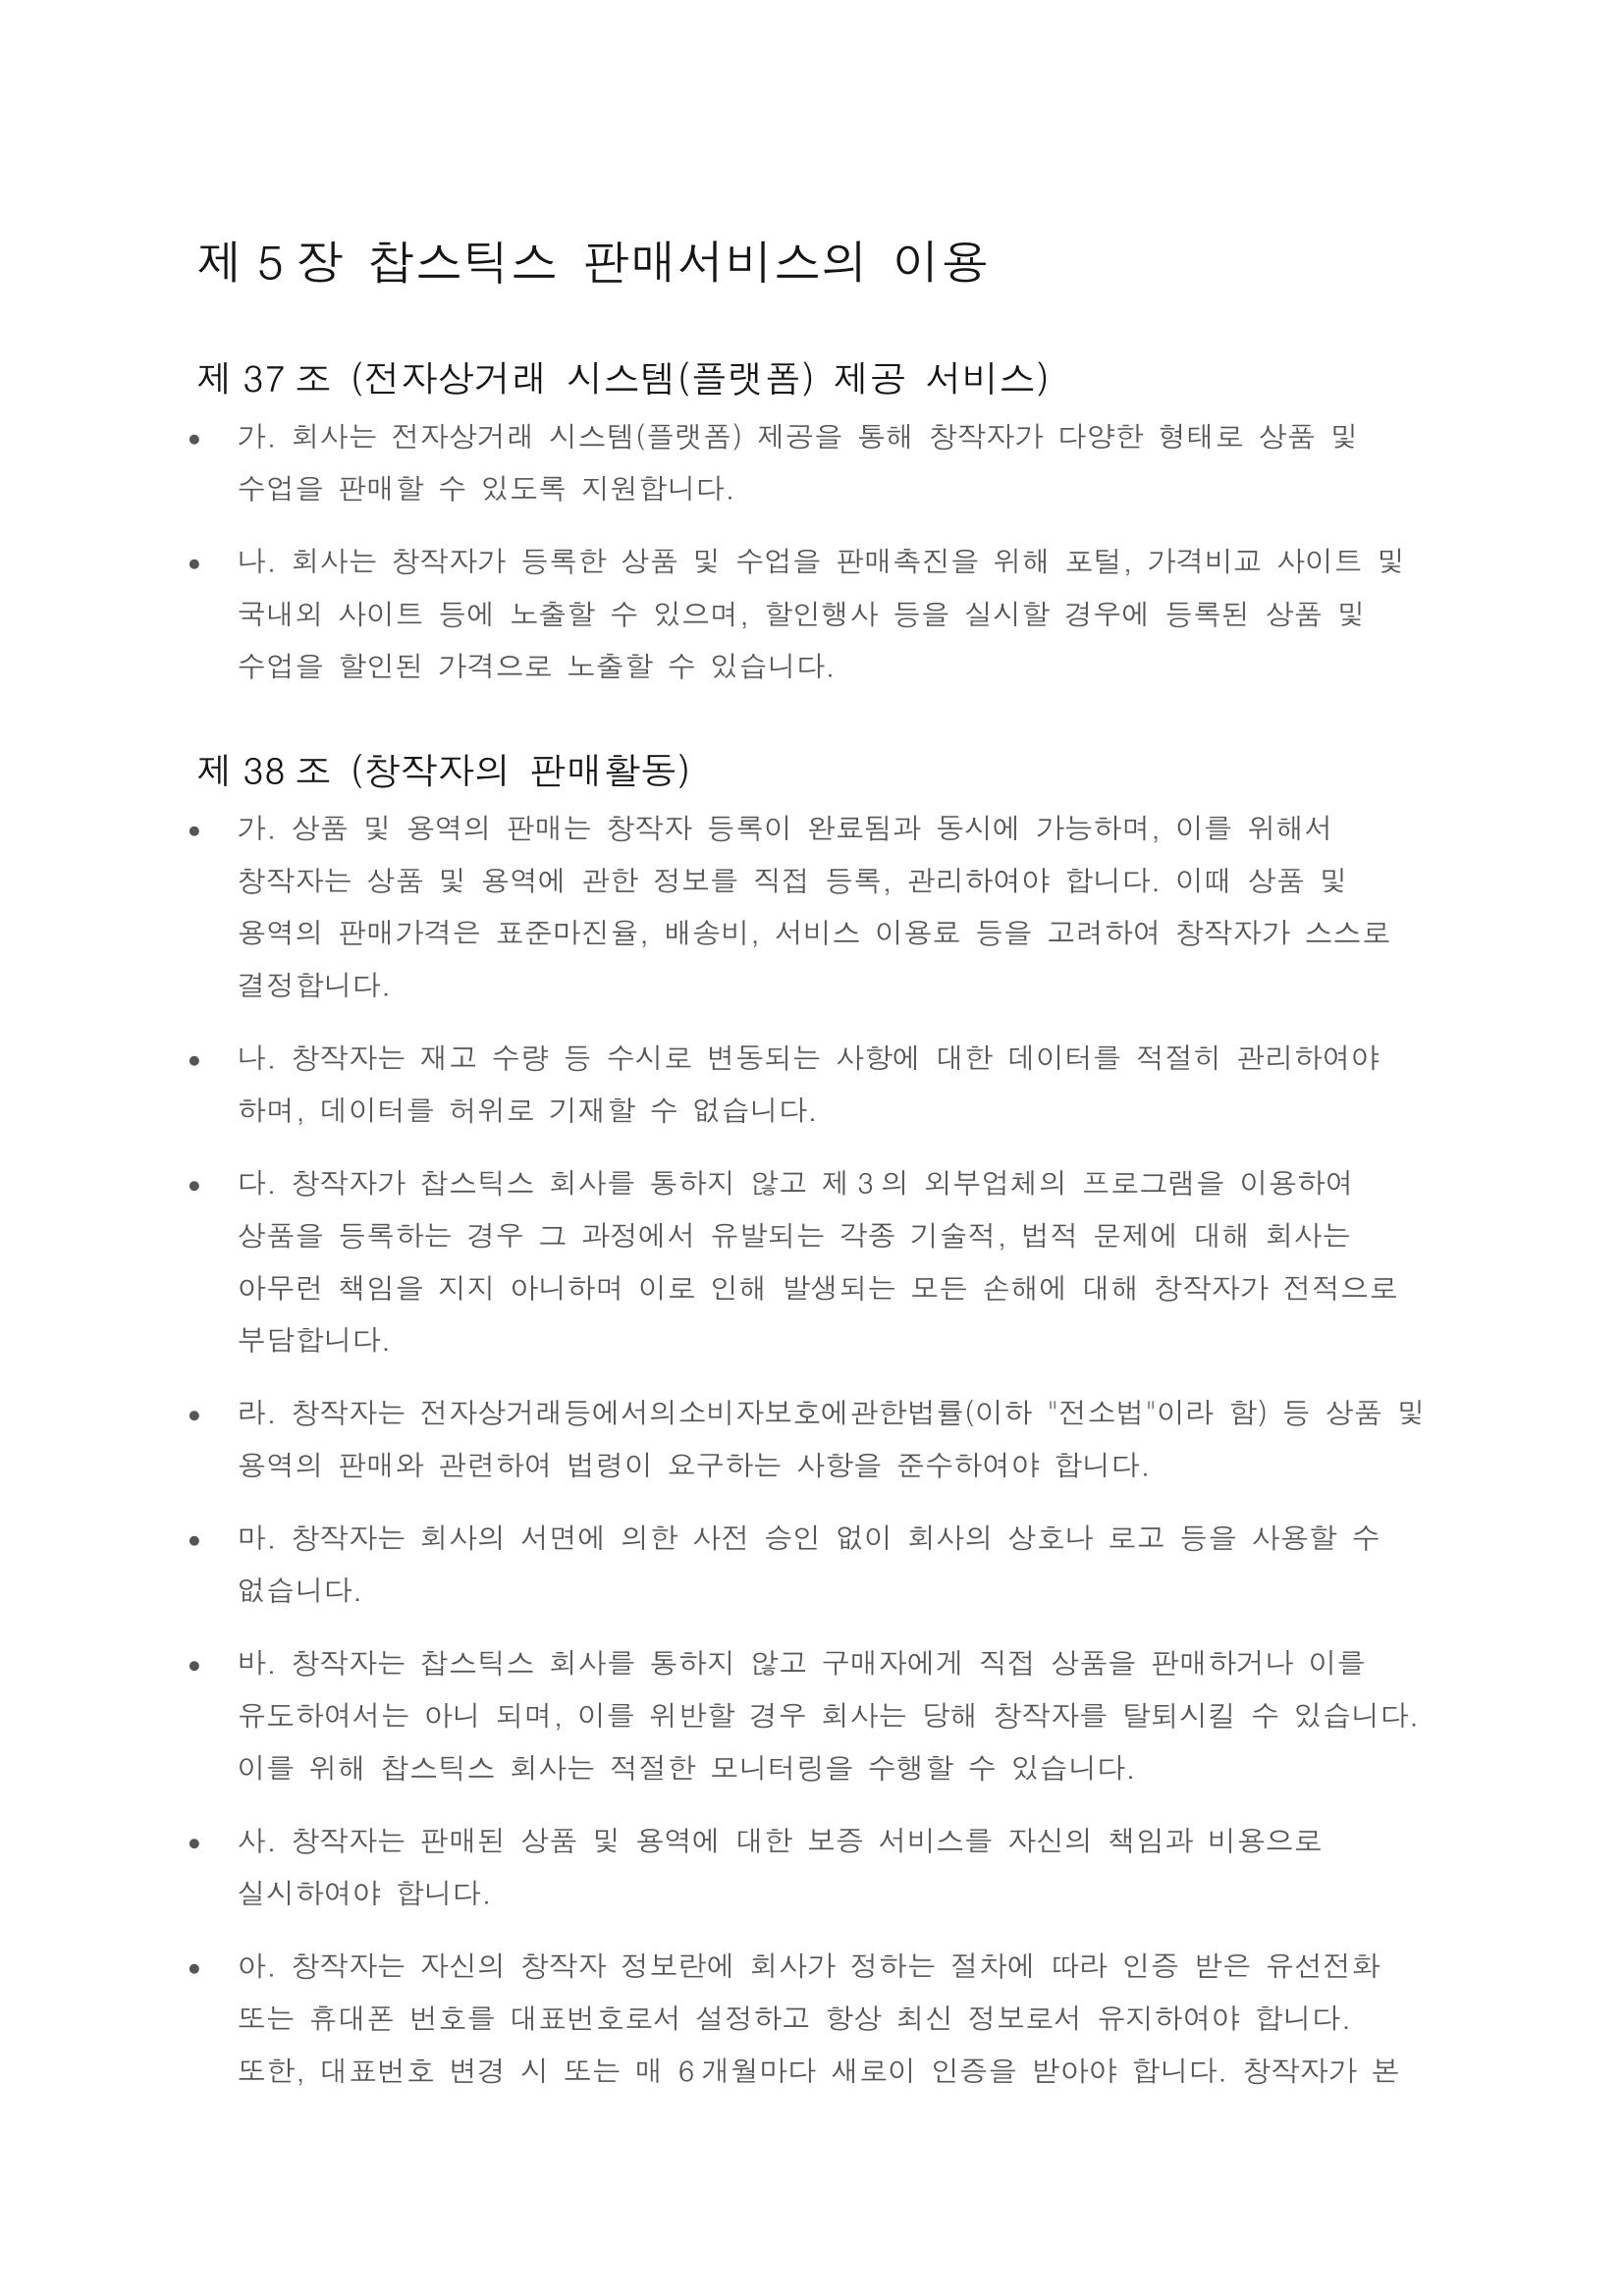 제 5 장 찹스틱스 판매서비스의 이용
제 37 조 (전자상거래 시스템(플랫폼) 제공 서비스)
● 가. 회사는 전자상거래 시스템(플랫폼) 제공을 통해 창작자가 다양한 형태로 상품 및
수업을 판매할 수 있도록 지원합니다.
● 나. 회사는 창작자가 등록한 상품 및 수업을 판매촉진을 위해 포털, 가격비교 사이트 및
국내외 사이트 등에 노출할 수 있으며, 할인행사 등을 실시할 경우에 등록된 상품 및
수업을 할인된 가격으로 노출할 수 있습니다.
제 38 조 (창작자의 판매활동)
● 가. 상품 및 용역의 판매는 창작자 등록이 완료됨과 동시에 가능하며, 이를 위해서
창작자는 상품 및 용역에 관한 정보를 직접 등록, 관리하여야 합니다. 이때 상품 및
용역의 판매가격은 표준마진율, 배송비, 서비스 이용료 등을 고려하여 창작자가 스스로
결정합니다.
● 나. 창작자는 재고 수량 등 수시로 변동되는 사항에 대한 데이터를 적절히 관리하여야
하며, 데이터를 허위로 기재할 수 없습니다.
● 다. 창작자가 찹스틱스 회사를 통하지 않고 제 3 의 외부업체의 프로그램을 이용하여
상품을 등록하는 경우 그 과정에서 유발되는 각종 기술적, 법적 문제에 대해 회사는
아무런 책임을 지지 아니하며 이로 인해 발생되는 모든 손해에 대해 창작자가 전적으로
부담합니다.
● 라. 창작자는 전자상거래등에서의소비자보호에관한법률(이하 "전소법"이라 함) 등 상품 및
용역의 판매와 관련하여 법령이 요구하는 사항을 준수하여야 합니다.
● 마. 창작자는 회사의 서면에 의한 사전 승인 없이 회사의 상호나 로고 등을 사용할 수
없습니다.
● 바. 창작자는 찹스틱스 회사를 통하지 않고 구매자에게 직접 상품을 판매하거나 이를
유도하여서는 아니 되며, 이를 위반할 경우 회사는 당해 창작자를 탈퇴시킬 수 있습니다.
이를 위해 찹스틱스 회사는 적절한 모니터링을 수행할 수 있습니다.
● 사. 창작자는 판매된 상품 및 용역에 대한 보증 서비스를 자신의 책임과 비용으로
실시하여야 합니다.
● 아. 창작자는 자신의 창작자 정보란에 회사가 정하는 절차에 따라 인증 받은 유선전화
또는 휴대폰 번호를 대표번호로서 설정하고 항상 최신 정보로서 유지하여야 합니다.
또한, 대표번호 변경 시 또는 매 6 개월마다 새로이 인증을 받아야 합니다. 창작자가 본